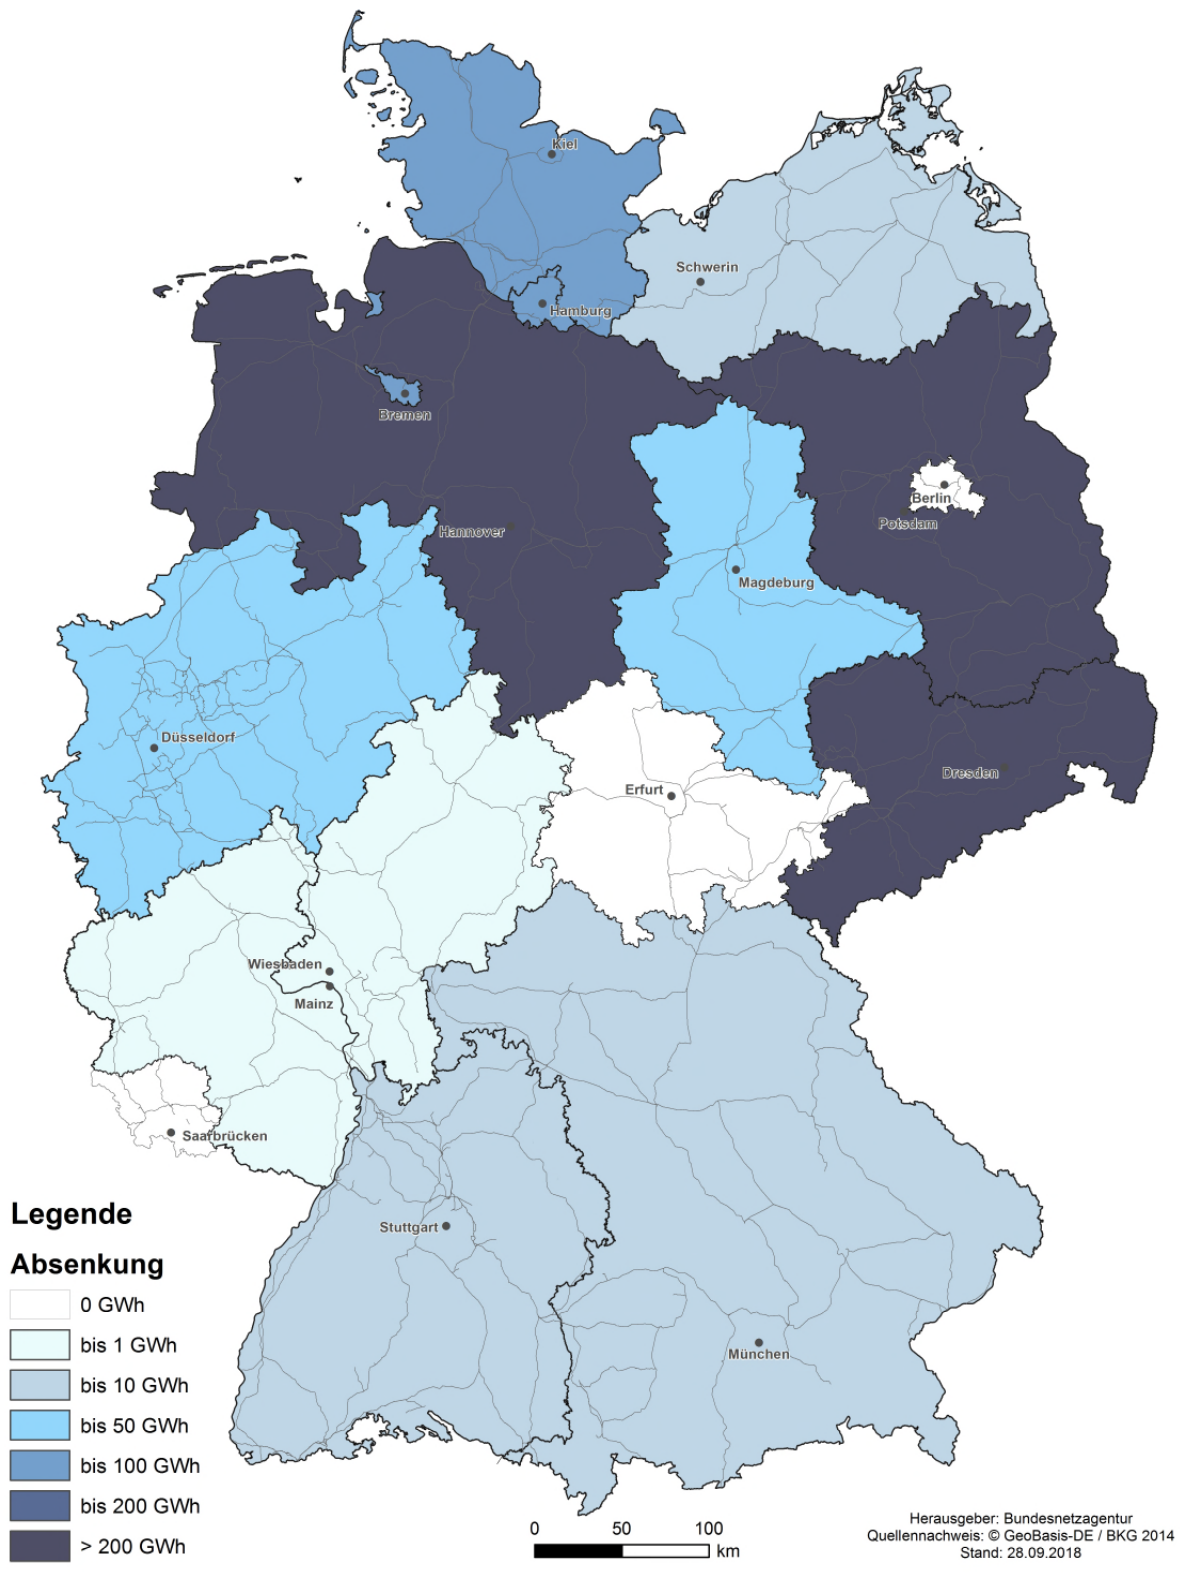 Kiel
Schwerin
Hamburg
Bremen
Berlin
Potsdam
Hannover
Magdeburg
Düsseldorf
Dresden
Erfurt
Wiesbaden
Mainz
Saarbrücken
Stuttgart
München
Legende
Absenkung
0 GWh
bis 1 GWh
bis 10 GWh
bis 50 GWh
bis 100 GWh
bis 200 GWh
> 200 GWh
0 50 100
km
Herausgeber: Bundesnetzagentur
Quellennachweis: © GeoBasis-DE / BKG 2014
Stand: 28.09.2018